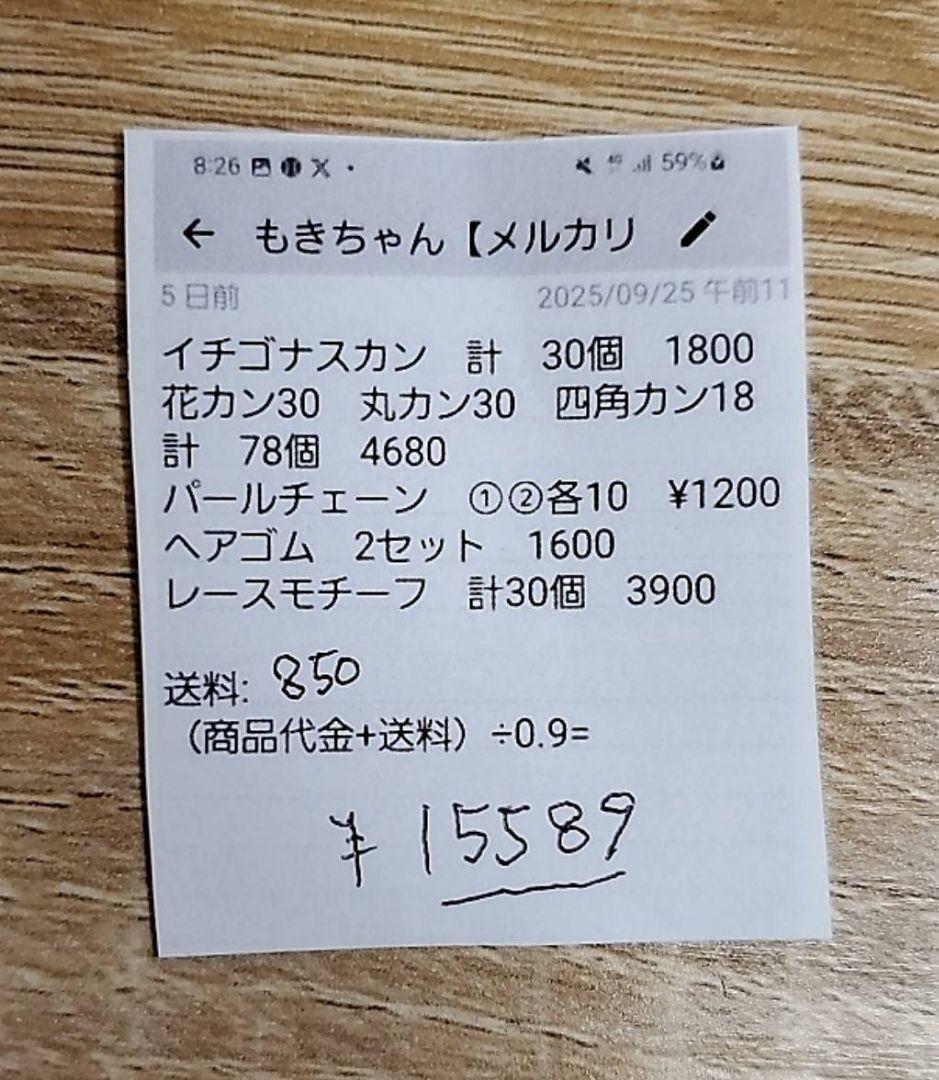 8:26 59%
← もきちゃん【メルカリ
5日前 2025/09/25 午前11
イチゴナスカン 計 30個 1800
花カン30 丸カン30 四角カン18
計 78個 4680
パールチェーン ①②各10 ¥1200
ヘアゴム 2セット 1600
レースモチーフ 計30個 3900
送料: 850
(商品代金+送料) ÷0.9=
¥ 15589